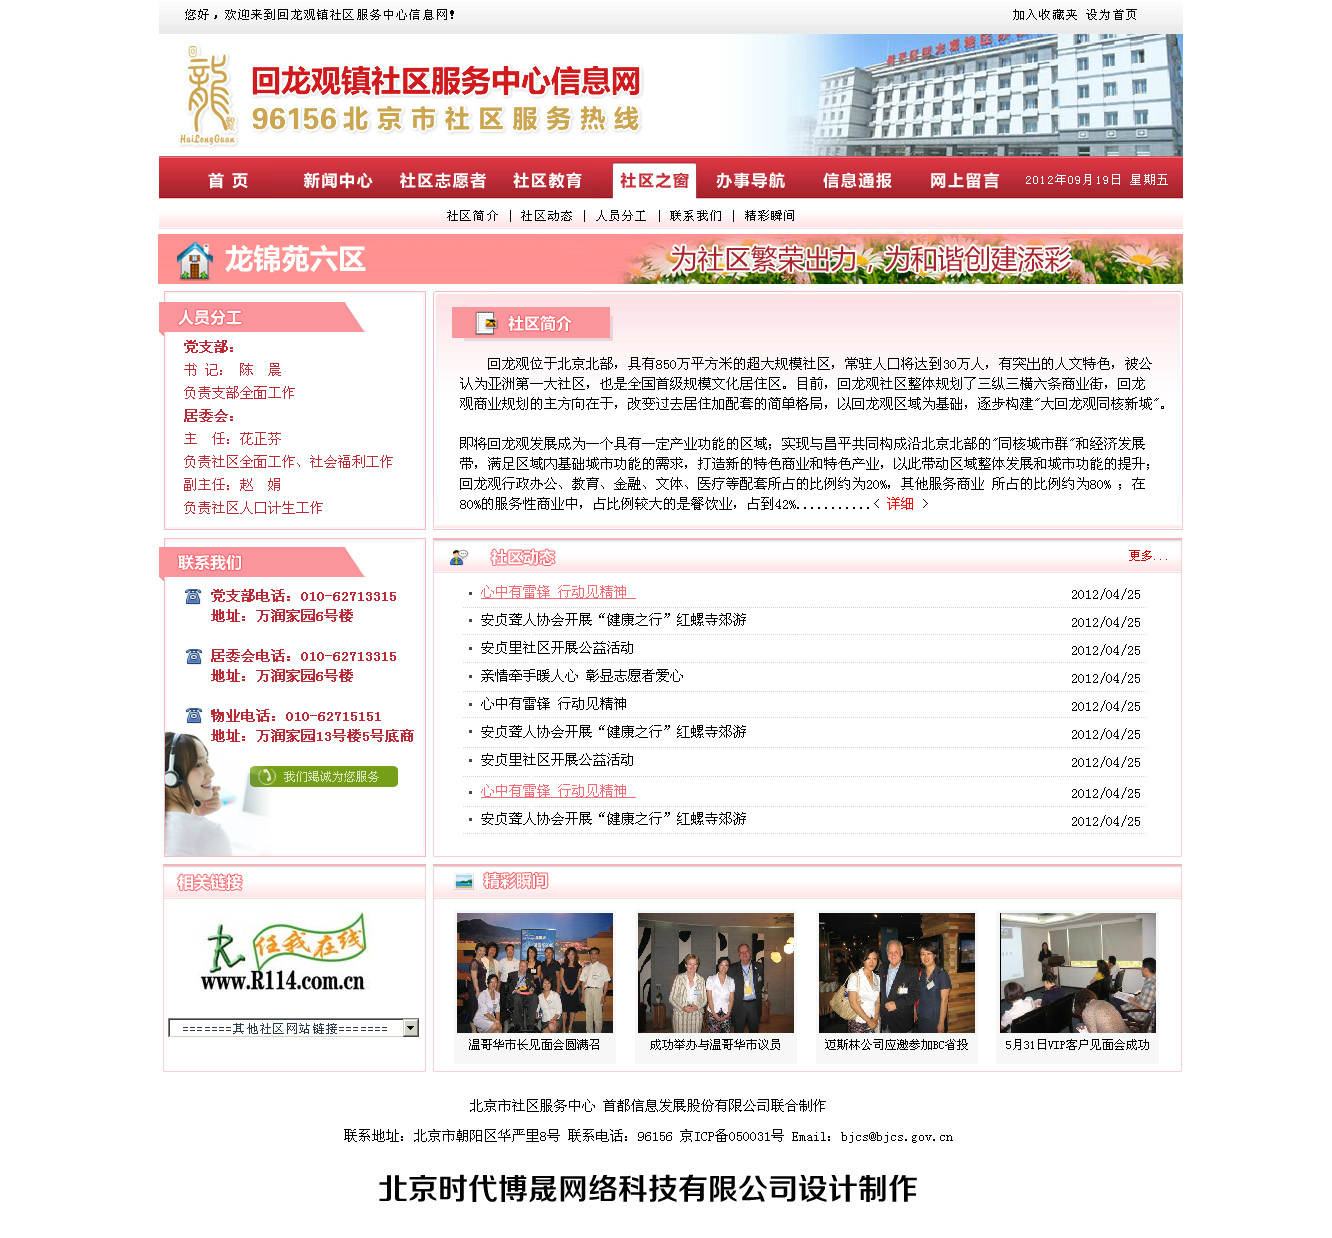 您好，欢迎来到回龙观镇社区服务中心信息网！
加入收藏夹 设为首页
回龙观镇社区服务中心信息网
96156北京市社区服务热线
HuiLongGuan
首 页 新闻中心 社区志愿者 社区教育 社区之窗 办事导航 信息通报 网上留言 2012年09月19日 星期五
社区简介 | 社区动态 | 人员分工 | 联系我们 | 精彩瞬间
龙锦苑六区
为社区繁荣出力，为和谐创建添彩
人员分工
党支部：
书 记： 陈 晨
负责支部全面工作
居委会：
主 任：花正芬
负责社区全面工作、社会福利工作
副主任：赵 娟
负责社区人口计生工作
社区简介
回龙观位于北京北部，具有850万平方米的超大规模社区，常驻人口将达到30万人，有突出的人文特色，被公
认为亚洲第一大社区，也是全国首级规模文化居住区。目前，回龙观社区整体规划了三纵三横六条商业街，回龙
观商业规划的主方向在于，改变过去居住加配套的简单格局，以回龙观区域为基础，逐步构建"大回龙观同核新城"。
即将回龙观发展成为一个具有一定产业功能的区域；实现与昌平共同构成沿北京北部的"同核城市群"和经济发展
带，满足区域内基础城市功能的需求，打造新的特色商业和特色产业，以此带动区域整体发展和城市功能的提升；
回龙观行政办公、教育、金融、文体、医疗等配套所占的比例约为20%，其他服务商业 所占的比例约为80% ；在
80%的服务性商业中，占比例较大的是餐饮业，占到42%...........< 详细 >
联系我们
党支部电话：010-62713315
地址：万润家园6号楼
居委会电话：010-62713315
地址：万润家园6号楼
物业电话：010-62715151
地址：万润家园13号楼5号底商
我们竭诚为您服务
社区动态
更多...
心中有雷锋 行动见精神 2012/04/25
安贞聋人协会开展“健康之行”红螺寺郊游 2012/04/25
安贞里社区开展公益活动 2012/04/25
亲情牵手暖人心 彰显志愿者爱心 2012/04/25
心中有雷锋 行动见精神 2012/04/25
安贞聋人协会开展“健康之行”红螺寺郊游 2012/04/25
安贞里社区开展公益活动 2012/04/25
心中有雷锋 行动见精神 2012/04/25
安贞聋人协会开展“健康之行”红螺寺郊游 2012/04/25
相关链接
任我在线
www.R114.com.cn
=======其他社区网站链接=======
精彩瞬间
温哥华市长见面会圆满召
成功举办与温哥华市议员
迈斯林公司应邀参加BC省投
5月31日VIP客户见面会成功
北京市社区服务中心 首都信息发展股份有限公司联合制作
联系地址：北京市朝阳区华严里8号 联系电话：96156 京ICP备050031号 Email：bjcs@bjcs.gov.cn
北京时代博晟网络科技有限公司设计制作